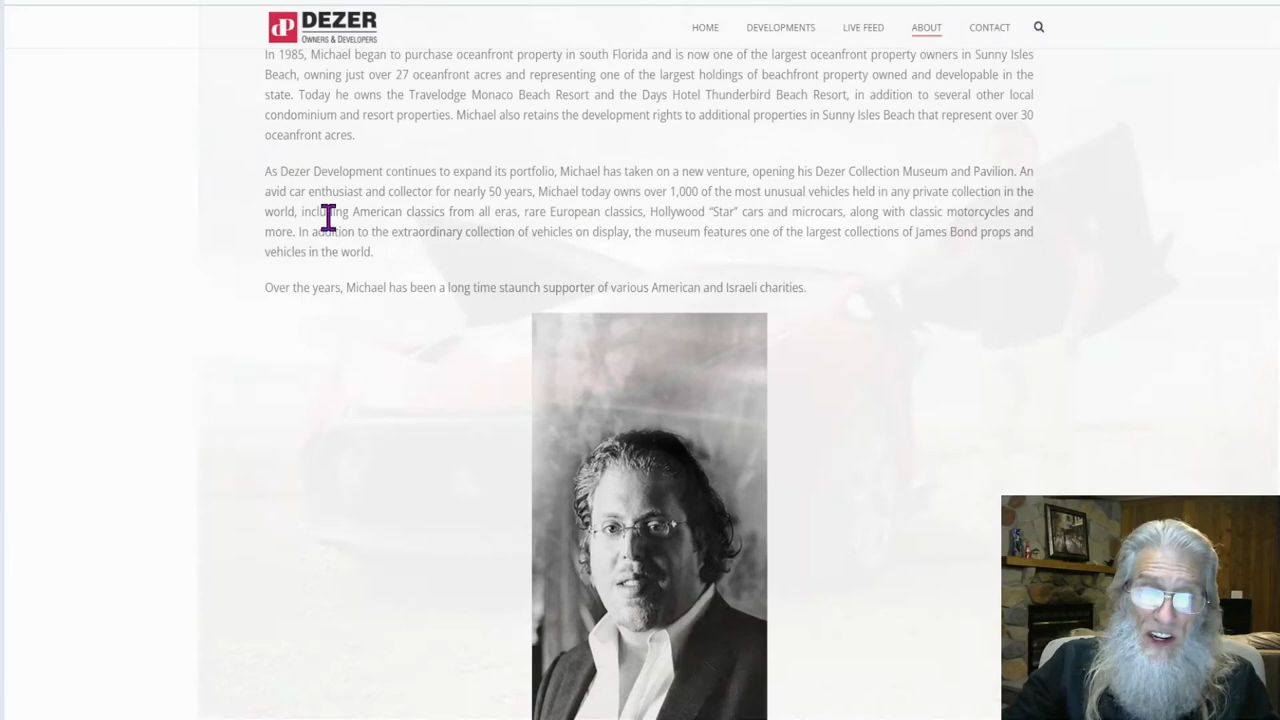 dP DEZER
OWNERS & DEVELOPERS
HOME DEVELOPMENTS LIVE FEED ABOUT CONTACT
In 1985, Michael began to purchase oceanfront property in south Florida and is now one of the largest oceanfront property owners in Sunny Isles
Beach, owning just over 27 oceanfront acres and representing one of the largest holdings of beachfront property owned and developable in the
state. Today he owns the Travelodge Monaco Beach Resort and the Days Hotel Thunderbird Beach Resort, in addition to several other local
condominium and resort properties. Michael also retains the development rights to additional properties in Sunny Isles Beach that represent over 30
oceanfront acres.
As Dezer Development continues to expand its portfolio, Michael has taken on a new venture, opening his Dezer Collection Museum and Pavilion. An
avid car enthusiast and collector for nearly 50 years, Michael today owns over 1,000 of the most unusual vehicles held in any private collection in the
world, including American classics from all eras, rare European classics, Hollywood “Star” cars and microcars, along with classic motorcycles and
more. In addition to the extraordinary collection of vehicles on display, the museum features one of the largest collections of James Bond props and
vehicles in the world.
Over the years, Michael has been a long time staunch supporter of various American and Israeli charities.